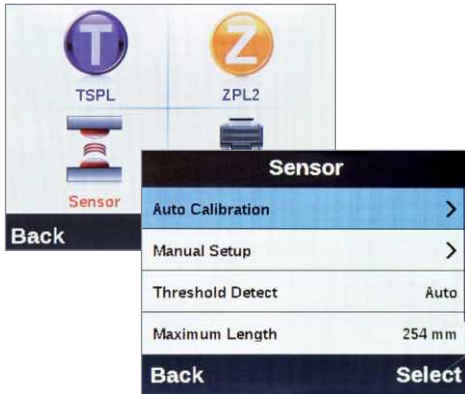 T
Z
TSPL
ZPL2
Sensor
Back
Sensor
Auto Calibration >
Manual Setup >
Threshold Detect Auto
Maximum Length 254 mm
Back Select